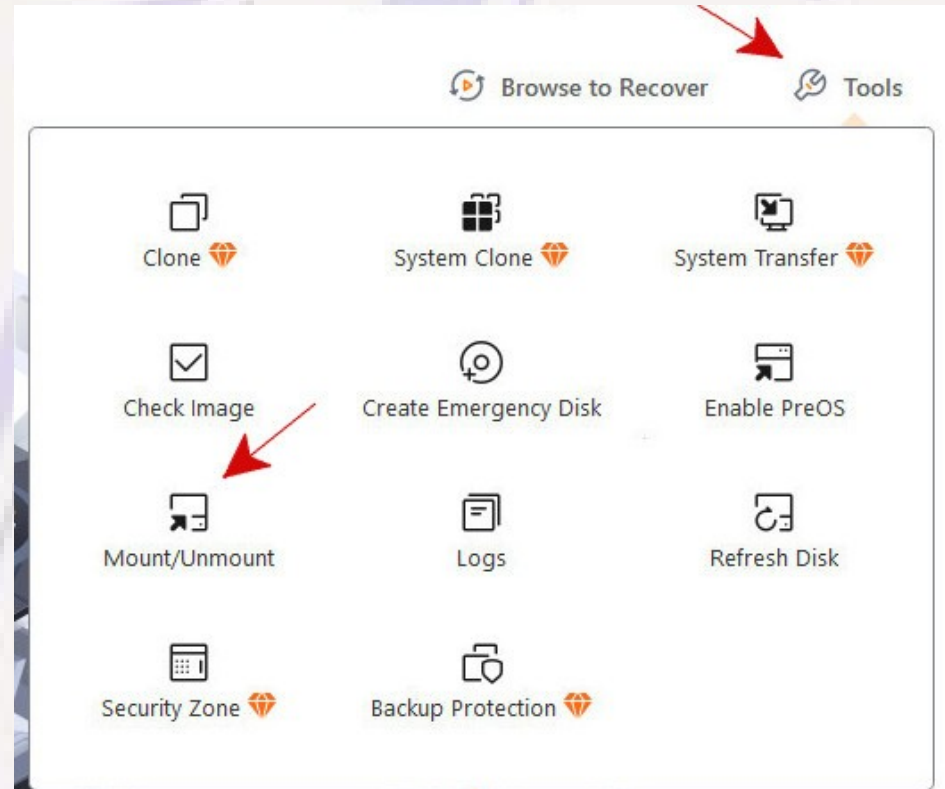 Browse to Recover Tools
Clone System Clone System Transfer
Check Image Create Emergency Disk Enable PreOS
Mount/Unmount Logs Refresh Disk
Security Zone Backup Protection